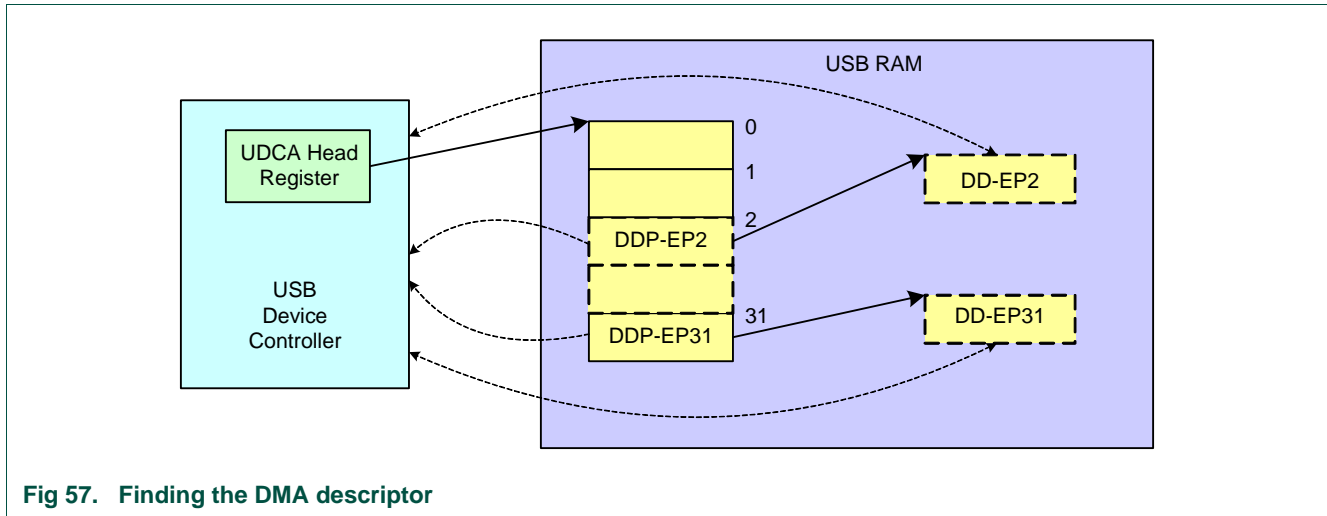 USB RAM
UDCA Head
Register
0
1
2
31
DDP-EP2
DDP-EP31
DD-EP2
DD-EP31
USB
Device
Controller
Fig 57. Finding the DMA descriptor